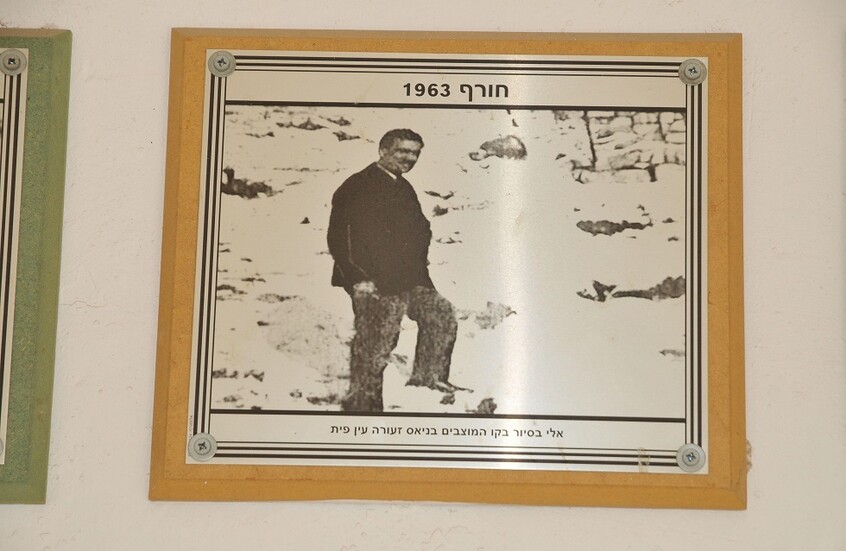 חורף 1963
אלי בסיור בקו המוצבים בניאס זעורה עין פית